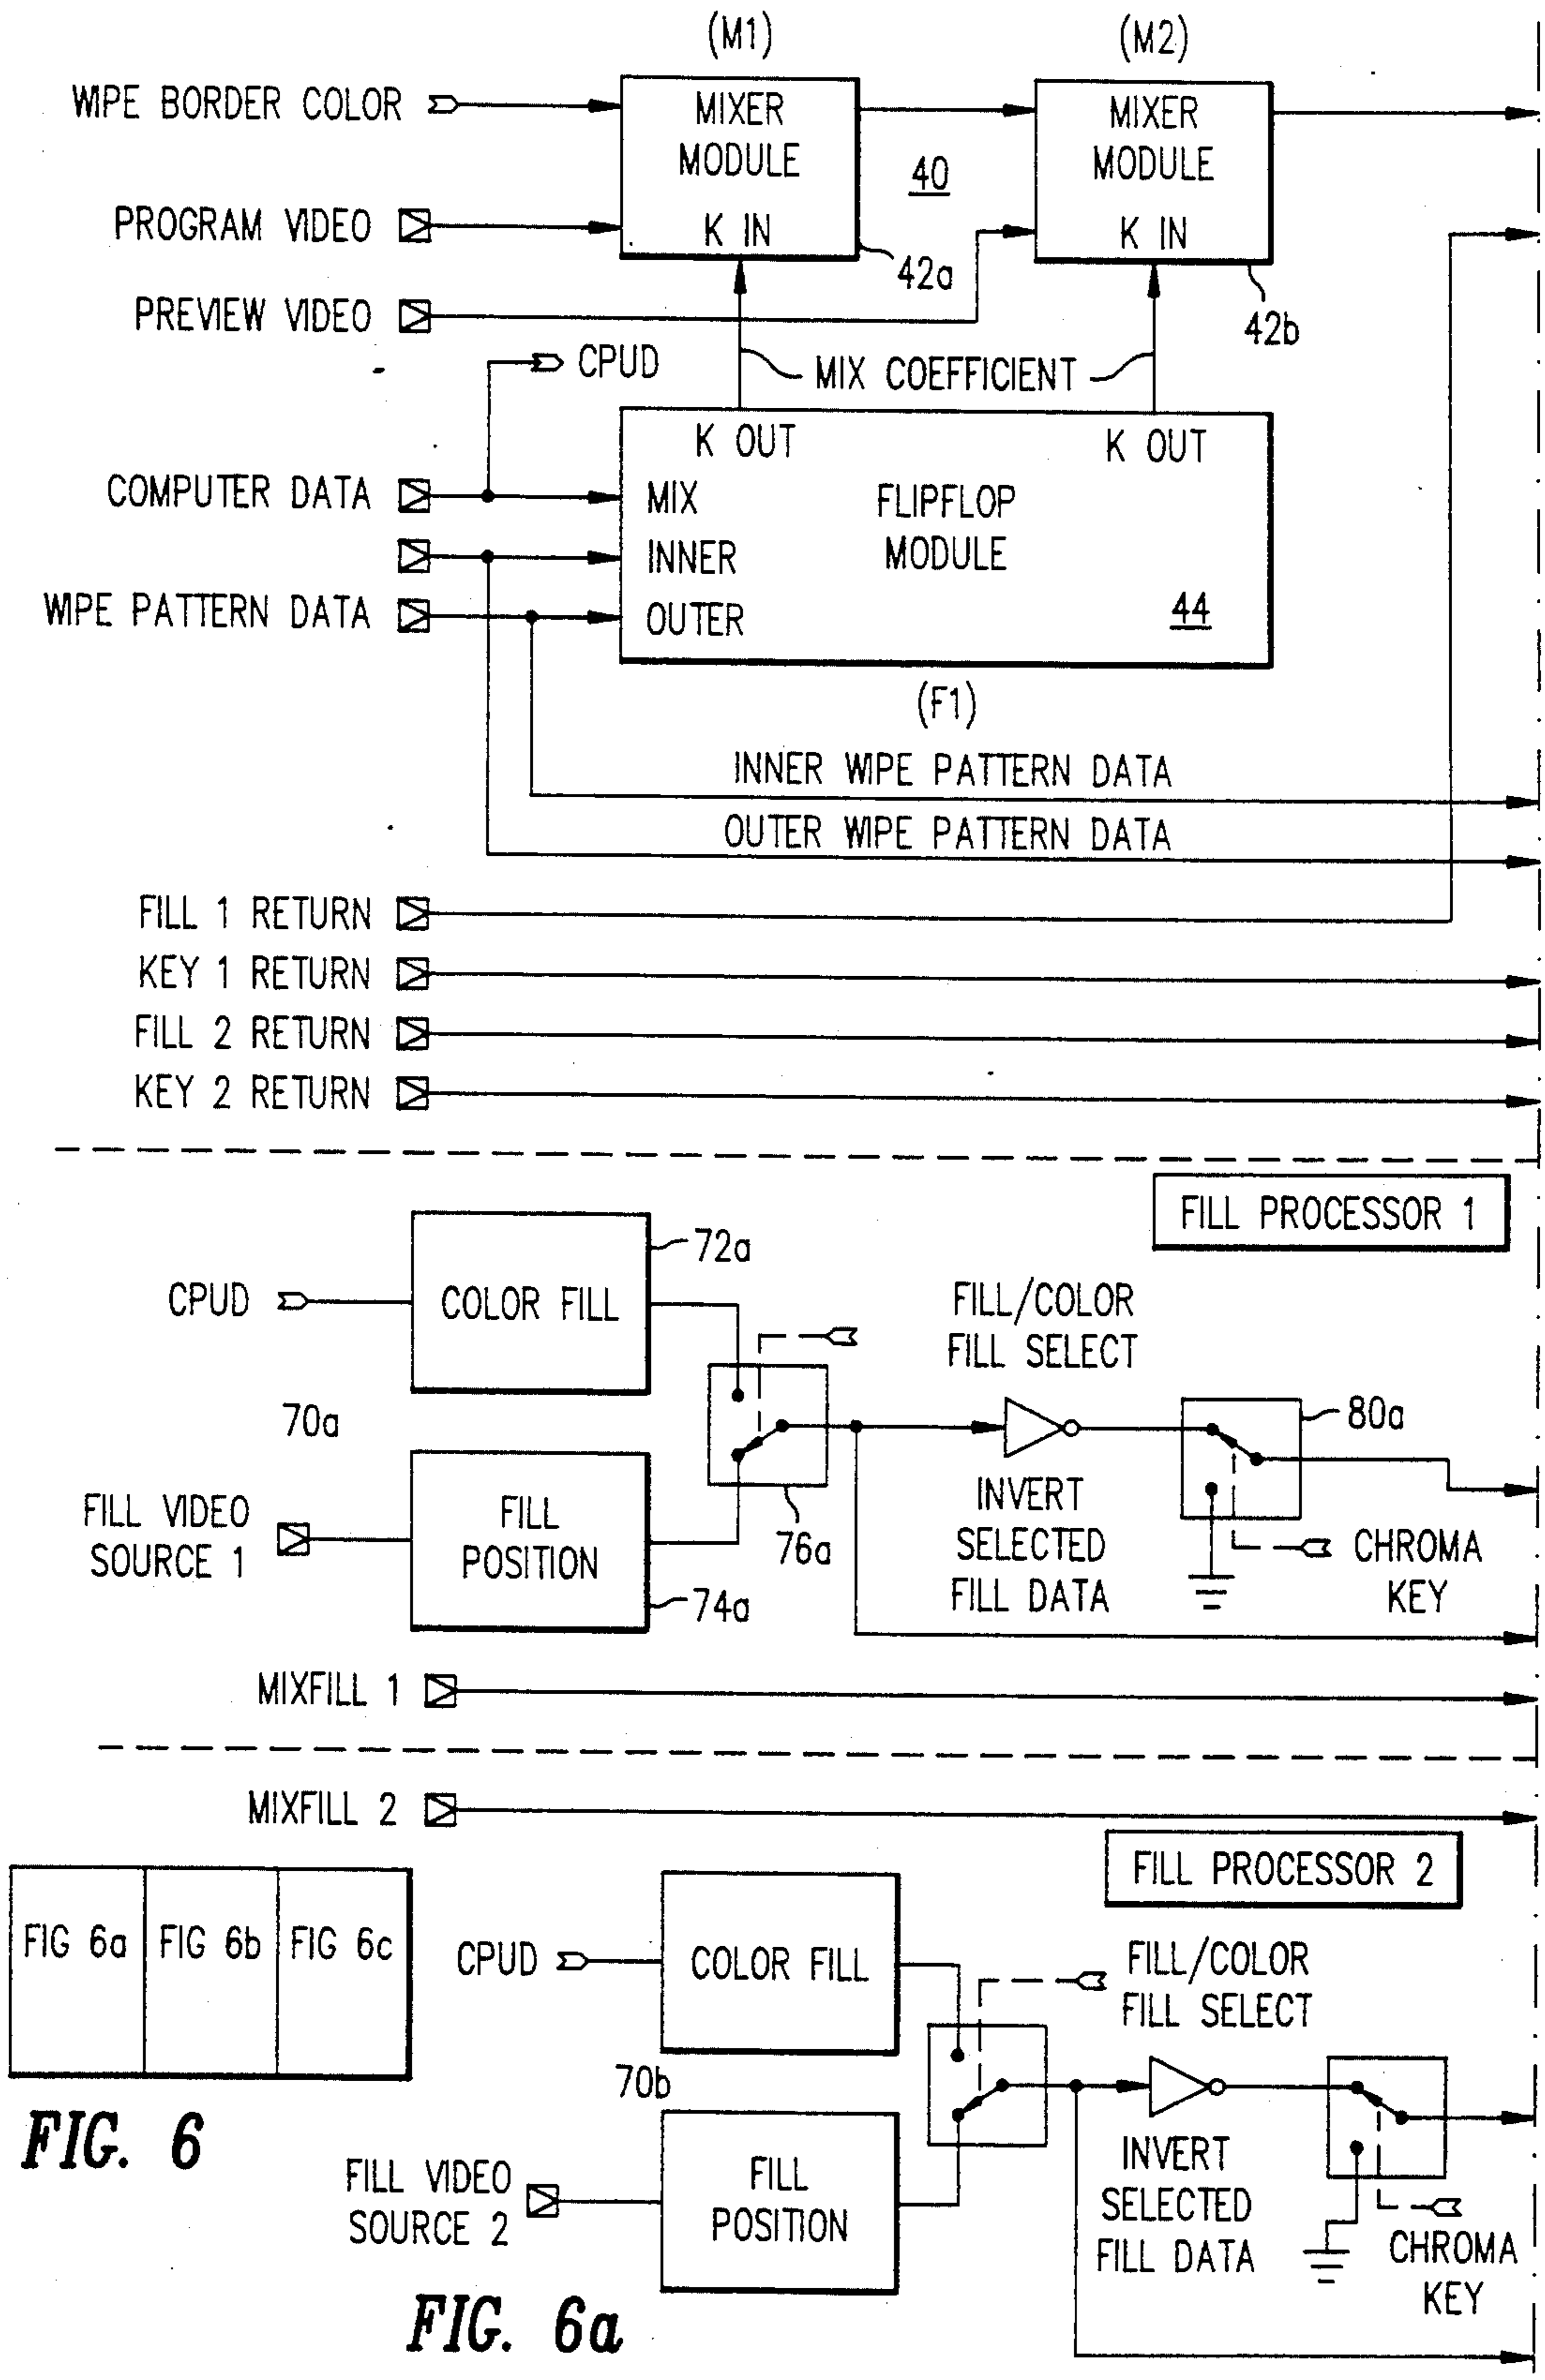 (M1)
(M2)
WIPE BORDER COLOR
MIXER
MODULE
K IN
MIXER
MODULE
K IN
40
PROGRAM VIDEO
42a
PREVIEW VIDEO
42b
CPUD
MIX COEFFICIENT
K OUT
K OUT
COMPUTER DATA
MIX
FLIPFLOP
MODULE
INNER
WIPE PATTERN DATA
OUTER
44
(F1)
INNER WIPE PATTERN DATA
OUTER WIPE PATTERN DATA
FILL 1 RETURN
KEY 1 RETURN
FILL 2 RETURN
KEY 2 RETURN
FILL PROCESSOR 1
72a
CPUD
COLOR FILL
FILL/COLOR
FILL SELECT
70a
80a
FILL VIDEO
SOURCE 1
FILL
POSITION
76a
74a
INVERT
SELECTED
FILL DATA
CHROMA
KEY
MIXFILL 1
MIXFILL 2
FILL PROCESSOR 2
FIG 6a
FIG 6b
FIG 6c
FIG. 6
CPUD
COLOR FILL
FILL/COLOR
FILL SELECT
70b
FILL VIDEO
SOURCE 2
FILL
POSITION
INVERT
SELECTED
FILL DATA
CHROMA
KEY
FIG. 6a